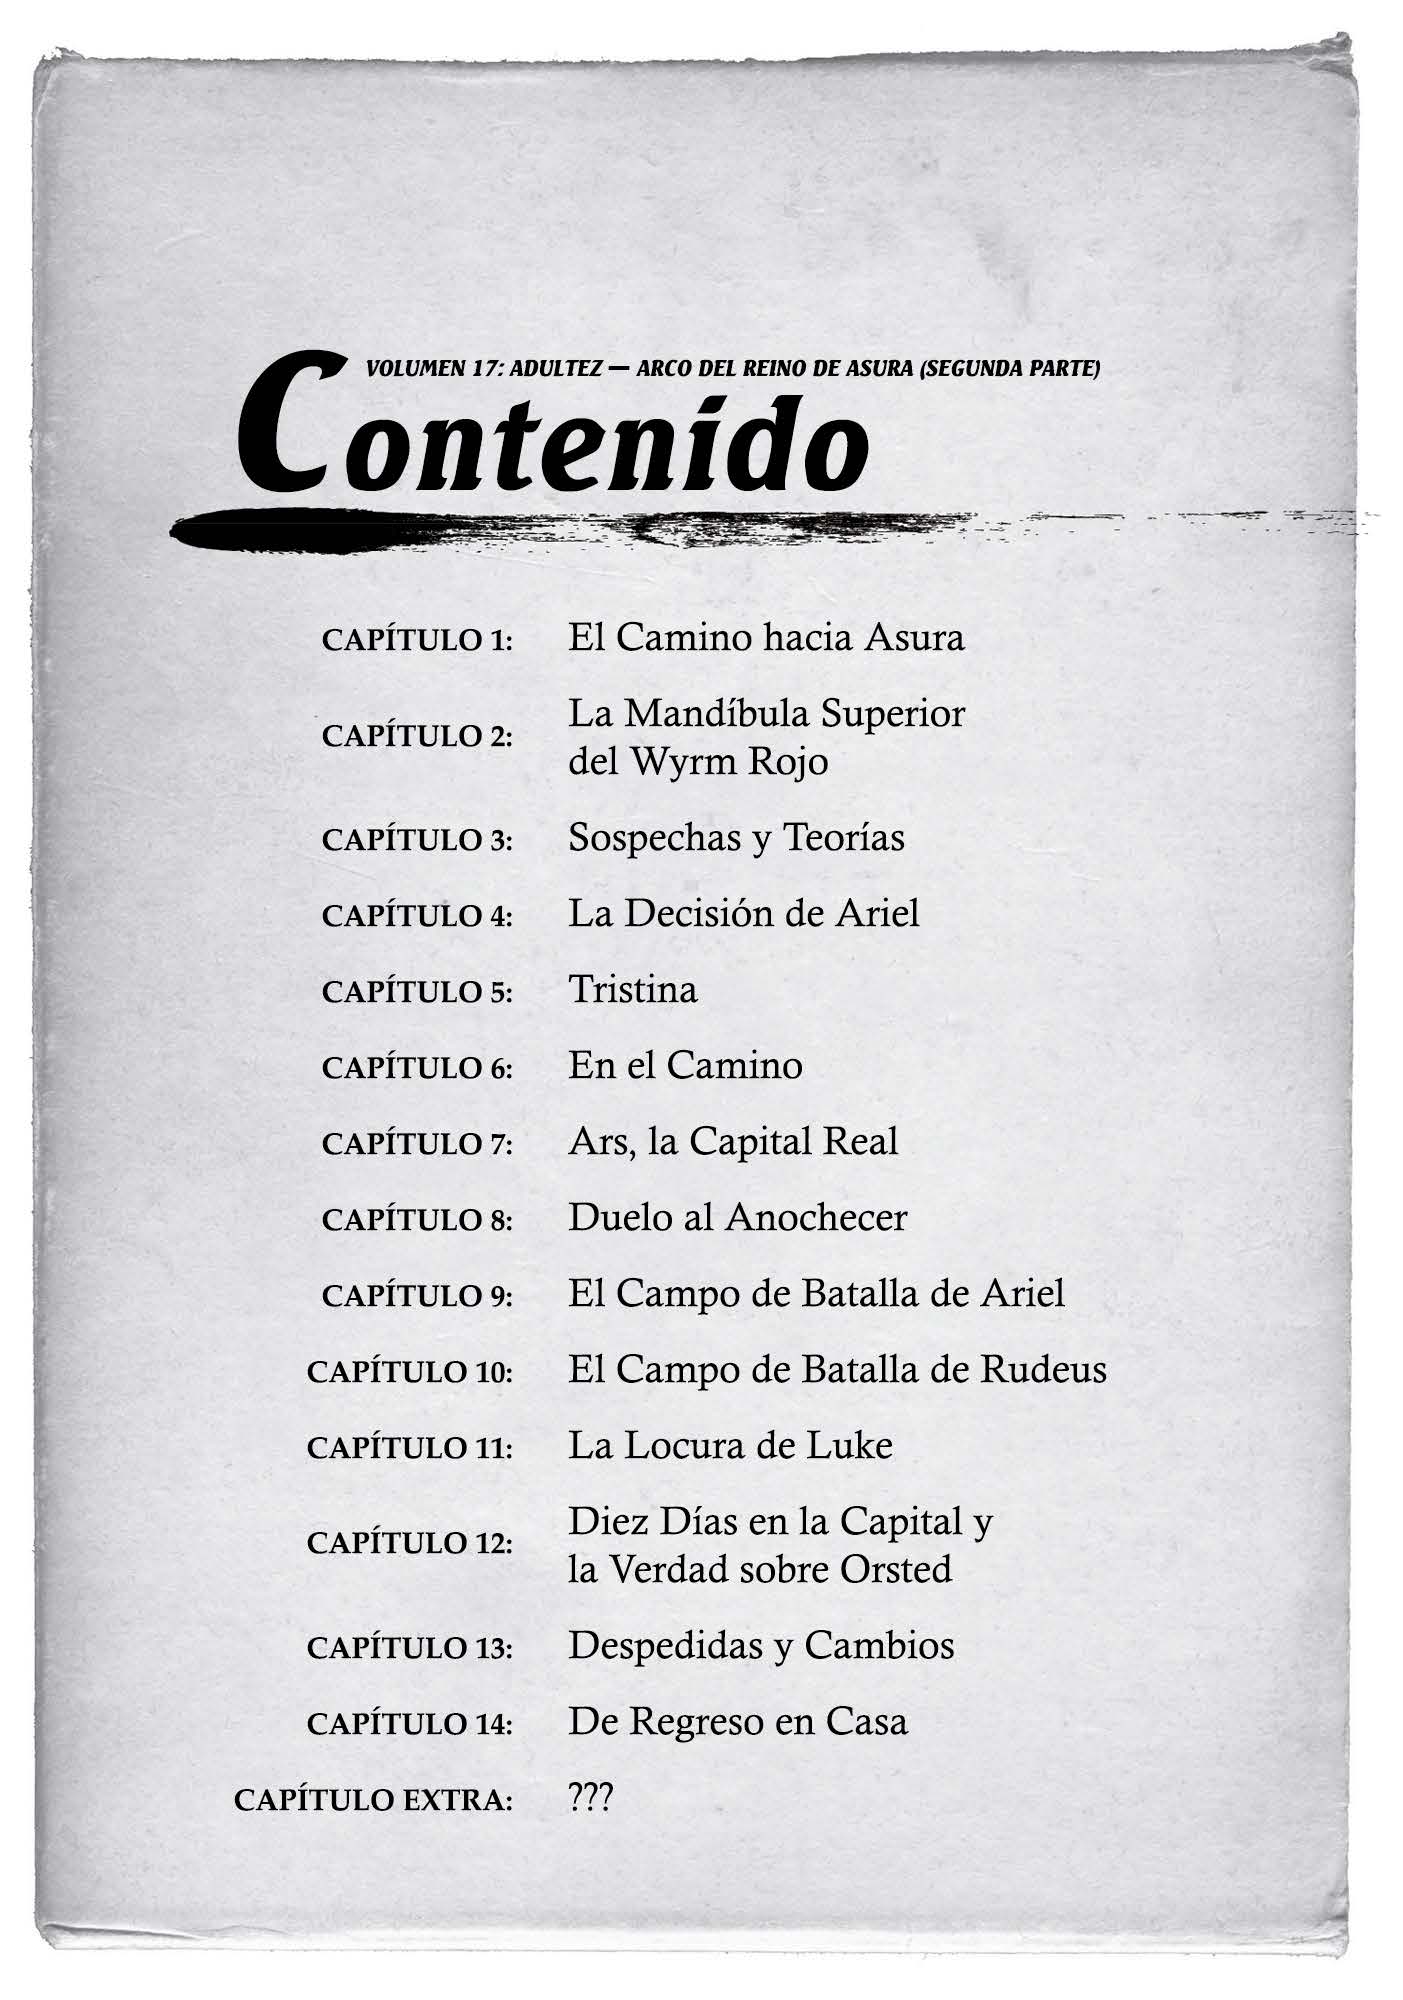 VOLUMEN 17: ADULTEZ — ARCO DEL REINO DE ASURA (SEGUNDA PARTE)
Contenido
CAPÍTULO 1: El Camino hacia Asura
CAPÍTULO 2: La Mandíbula Superior
del Wyrm Rojo
CAPÍTULO 3: Sospechas y Teorías
CAPÍTULO 4: La Decisión de Ariel
CAPÍTULO 5: Tristina
CAPÍTULO 6: En el Camino
CAPÍTULO 7: Ars, la Capital Real
CAPÍTULO 8: Duelo al Anochecer
CAPÍTULO 9: El Campo de Batalla de Ariel
CAPÍTULO 10: El Campo de Batalla de Rudeus
CAPÍTULO 11: La Locura de Luke
CAPÍTULO 12: Diez Días en la Capital y
la Verdad sobre Orsted
CAPÍTULO 13: Despedidas y Cambios
CAPÍTULO 14: De Regreso en Casa
CAPÍTULO EXTRA: ???